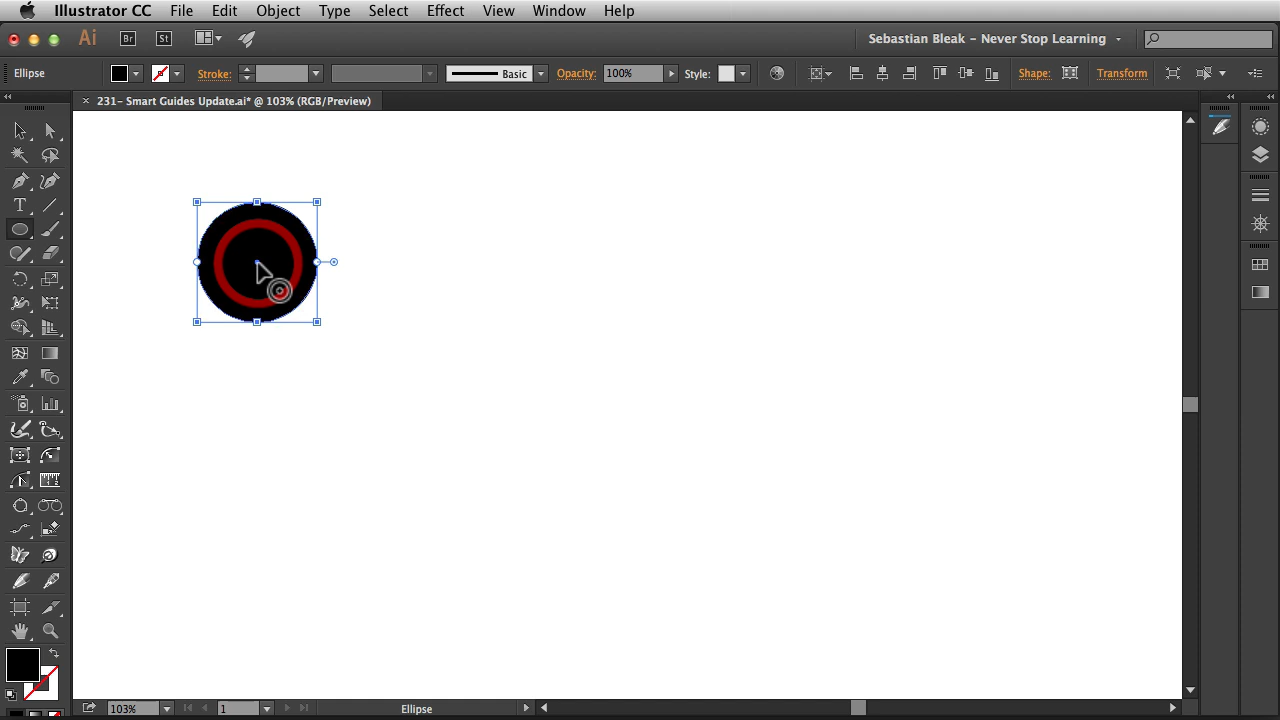 Illustrator CC File Edit Object Type Select Effect View Window Help
Ai Br St Sebastian Bleak – Never Stop Learning
Ellipse Stroke: Basic Opacity: 100% Style: Shape: Transform
231– Smart Guides Update.ai* @ 103% (RGB/Preview)
T
103% 1 Ellipse